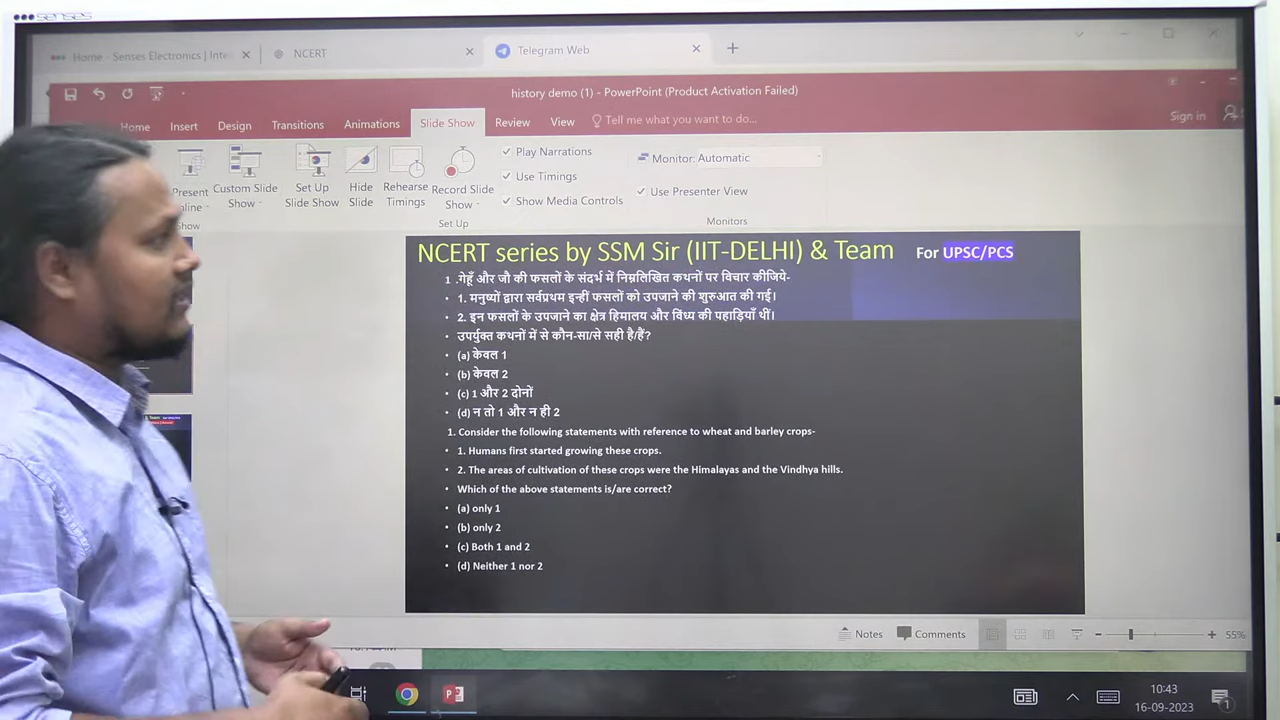 senses
Home - Senses Electronics | Inte
NCERT
Telegram Web
history demo (1) - PowerPoint (Product Activation Failed)
Home Insert Design Transitions Animations Slide Show Review View Tell me what you want to do...
Sign in
Present
Custom Slide Show
Set Up Slide Show
Hide Slide
Rehearse Timings
Record Slide Show
Play Narrations
Use Timings
Show Media Controls
Monitor: Automatic
Use Presenter View
Show
Set Up
Monitors
NCERT series by SSM Sir (IIT-DELHI) & Team For UPSC/PCS
1 .गेहूँ और जौ की फसलों के संदर्भ में निम्नलिखित कथनों पर विचार कीजिये-
• 1. मनुष्यों द्वारा सर्वप्रथम इन्हीं फसलों को उपजाने की शुरुआत की गई।
• 2. इन फसलों के उपजाने का क्षेत्र हिमालय और विंध्य की पहाड़ियाँ थीं।
• उपर्युक्त कथनों में से कौन-सा/से सही है/हैं?
• (a) केवल 1
• (b) केवल 2
• (c) 1 और 2 दोनों
• (d) न तो 1 और न ही 2
1. Consider the following statements with reference to wheat and barley crops-
• 1. Humans first started growing these crops.
• 2. The areas of cultivation of these crops were the Himalayas and the Vindhya hills.
• Which of the above statements is/are correct?
• (a) only 1
• (b) only 2
• (c) Both 1 and 2
• (d) Neither 1 nor 2
Notes Comments 55%
10:43
16-09-2023
1